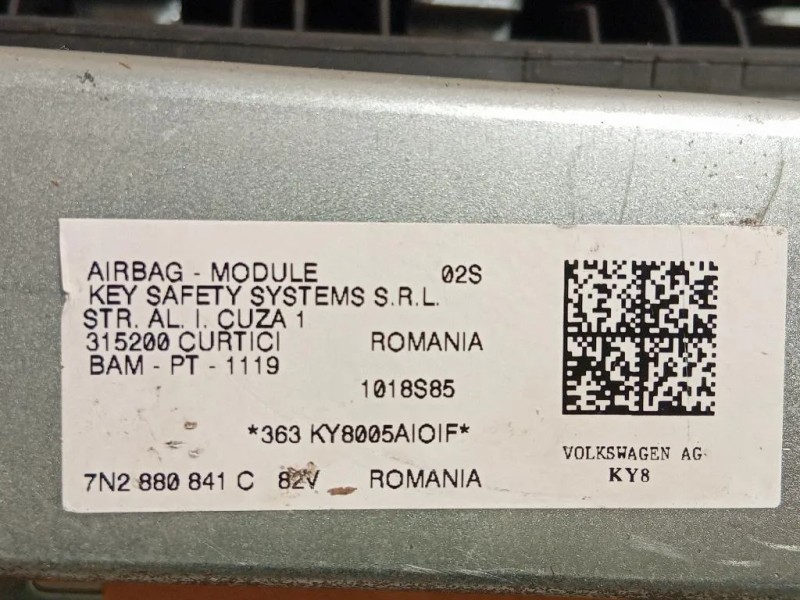 AIRBAG - MODULE 02S
KEY SAFETY SYSTEMS S.R.L.
STR. AL. I. CUZA 1
315200 CURTICI ROMANIA
BAM - PT - 1119
1018S85
*363 KY8005AIOIF*
7N2 880 841 C 82V ROMANIA
VOLKSWAGEN AG
KY8